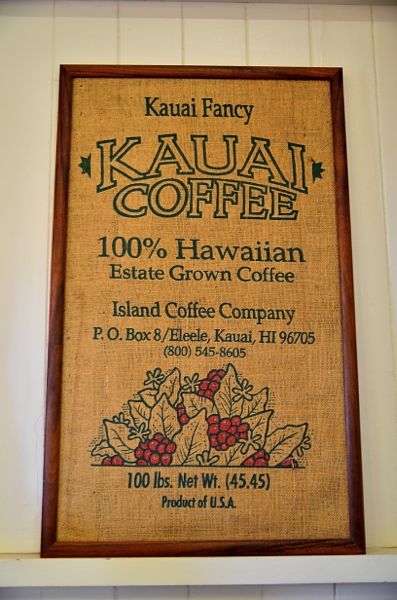 Kauai Fancy
KAUAI
COFFEE
100% Hawaiian
Estate Grown Coffee
Island Coffee Company
P. O. Box 8/Eleele, Kauai, HI 96705
(800) 545-8605
100 lbs. Net Wt. (45.45)
Product of U.S.A.